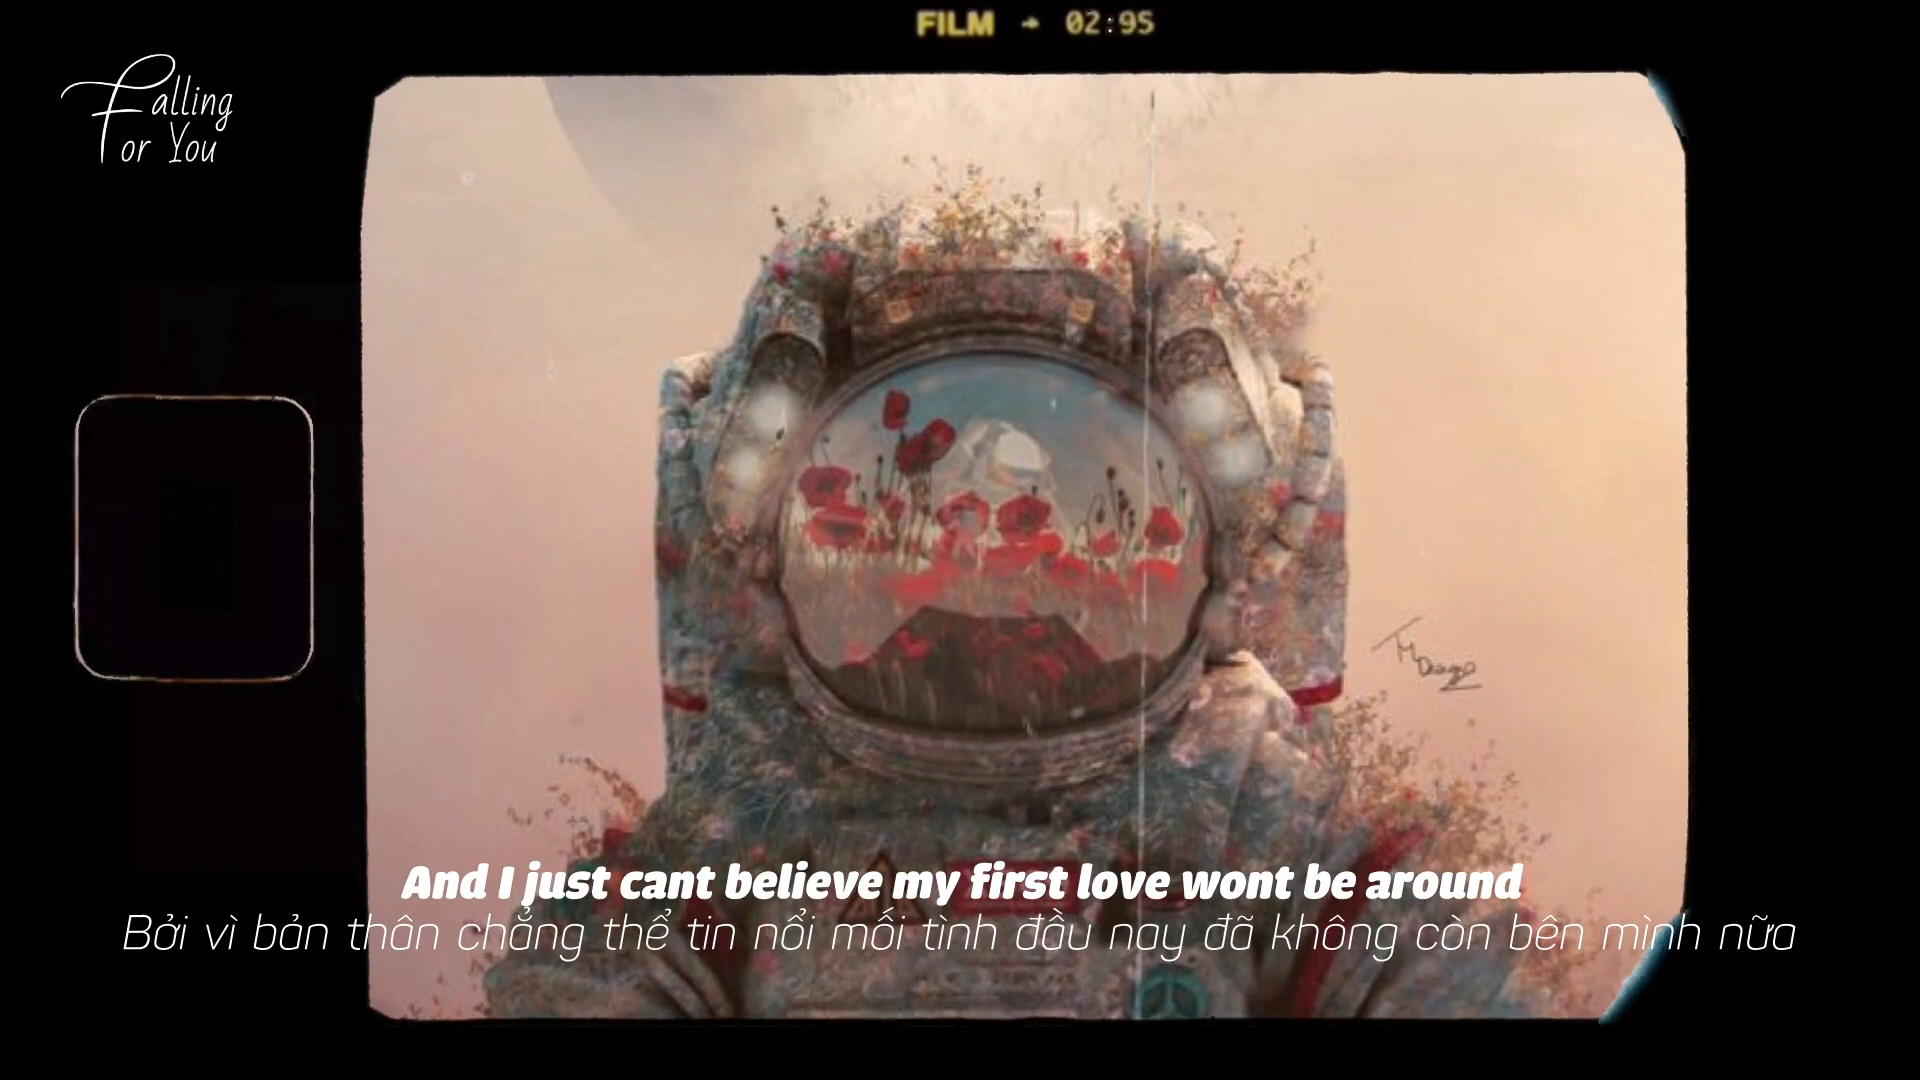 FILM → 02:95
Falling
For You
And I just cant believe my first love wont be around
Bởi vì bản thân chẳng thể tin nổi mối tình đầu nay đã không còn bên mình nữa